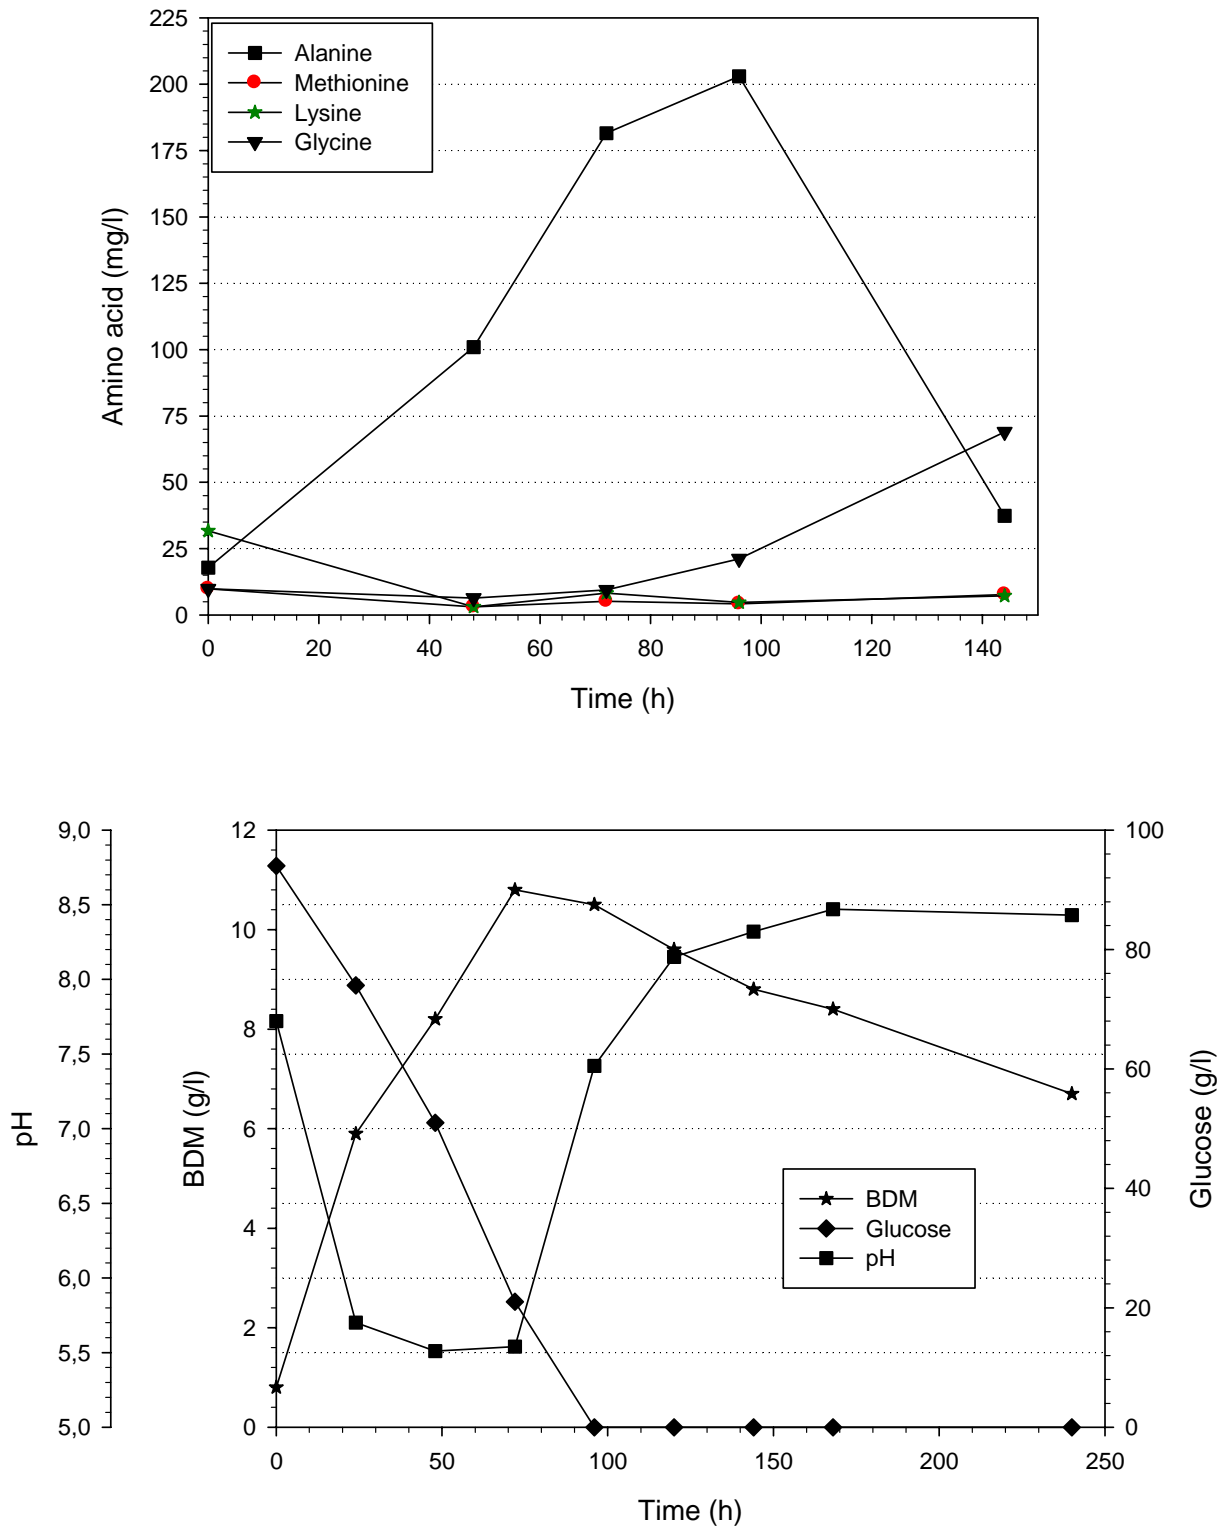 225
200
175
150
125
100
75
50
25
0
Amino acid (mg/l)
Alanine
Methionine
Lysine
Glycine
0 20 40 60 80 100 120 140
Time (h)
9,0
8,5
8,0
7,5
7,0
6,5
6,0
5,5
5,0
pH
12
10
8
6
4
2
0
BDM (g/l)
BDM
Glucose
pH
100
80
60
40
20
0
Glucose (g/l)
0 50 100 150 200 250
Time (h)